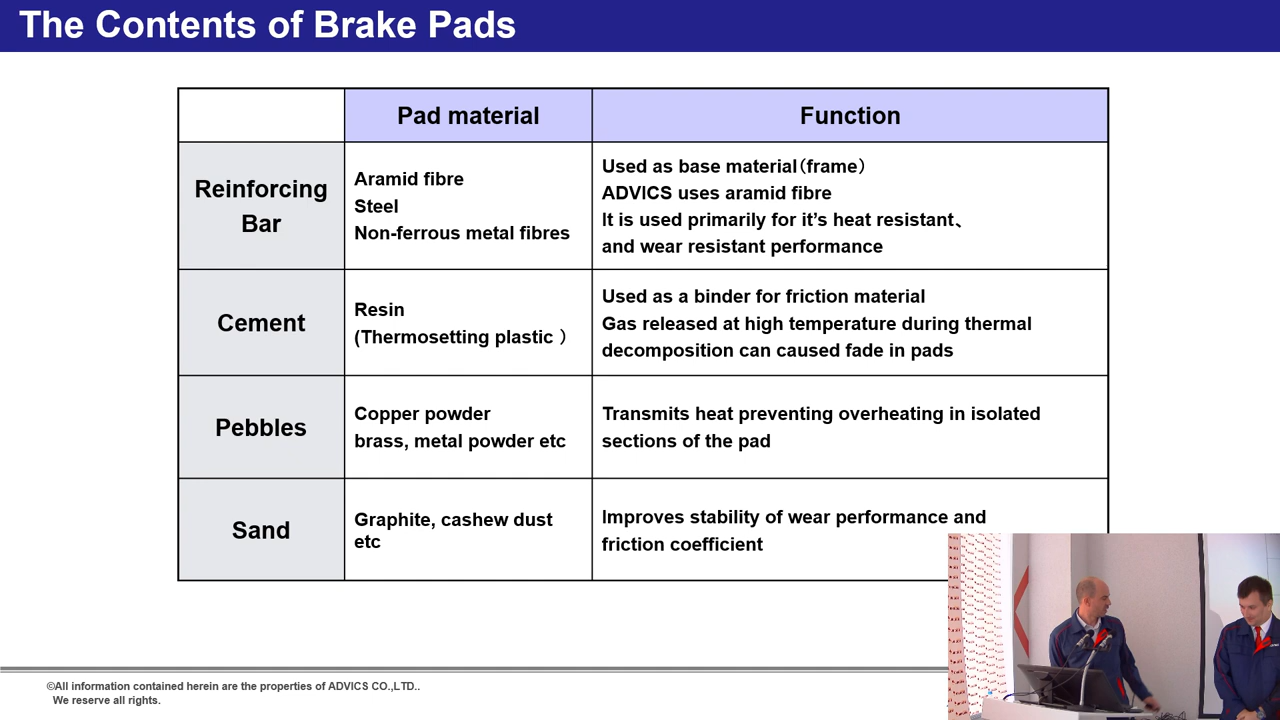 The Contents of Brake Pads
Pad material
Function
Reinforcing
Bar
Aramid fibre
Steel
Non-ferrous metal fibres
Used as base material（frame）
ADVICS uses aramid fibre
It is used primarily for it’s heat resistant、
and wear resistant performance
Cement
Resin
(Thermosetting plastic ）
Used as a binder for friction material
Gas released at high temperature during thermal
decomposition can caused fade in pads
Pebbles
Copper powder
brass, metal powder etc
Transmits heat preventing overheating in isolated
sections of the pad
Sand
Graphite, cashew dust
etc
Improves stability of wear performance and
friction coefficient
©All information contained herein are the properties of ADVICS CO.,LTD..
We reserve all rights.